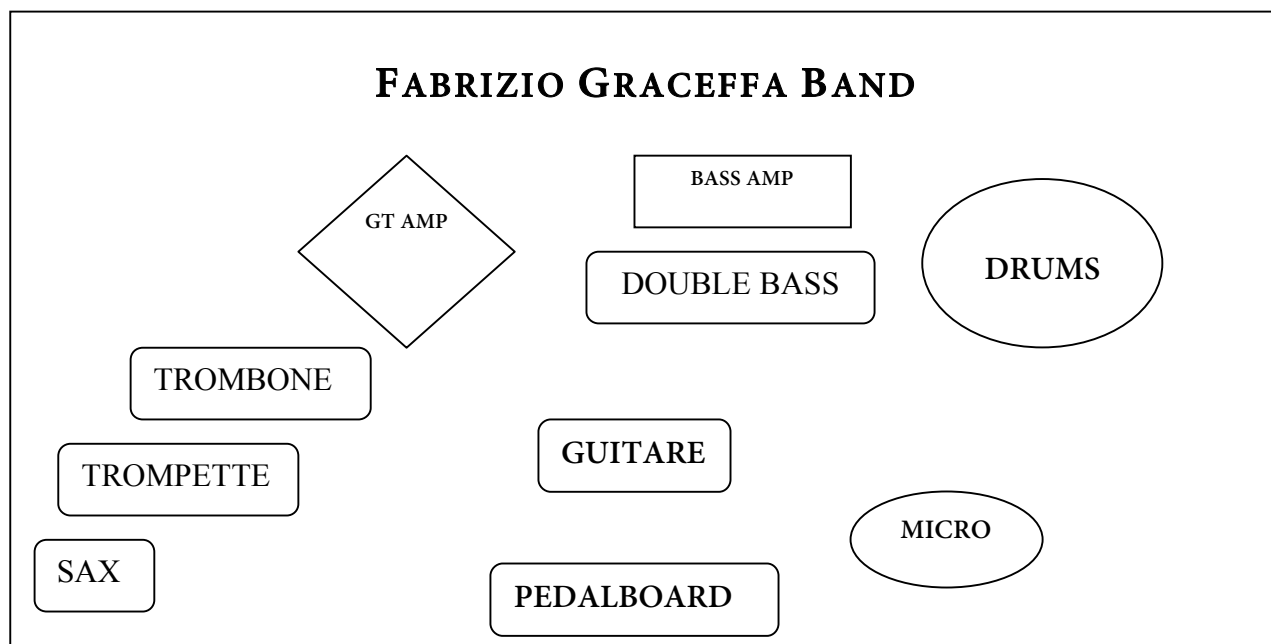 FABRIZIO GRACEFFA BAND
BASS AMP
GT AMP
DRUMS
DOUBLE BASS
TROMBONE
GUITARE
TROMPETTE
MICRO
SAX
PEDALBOARD